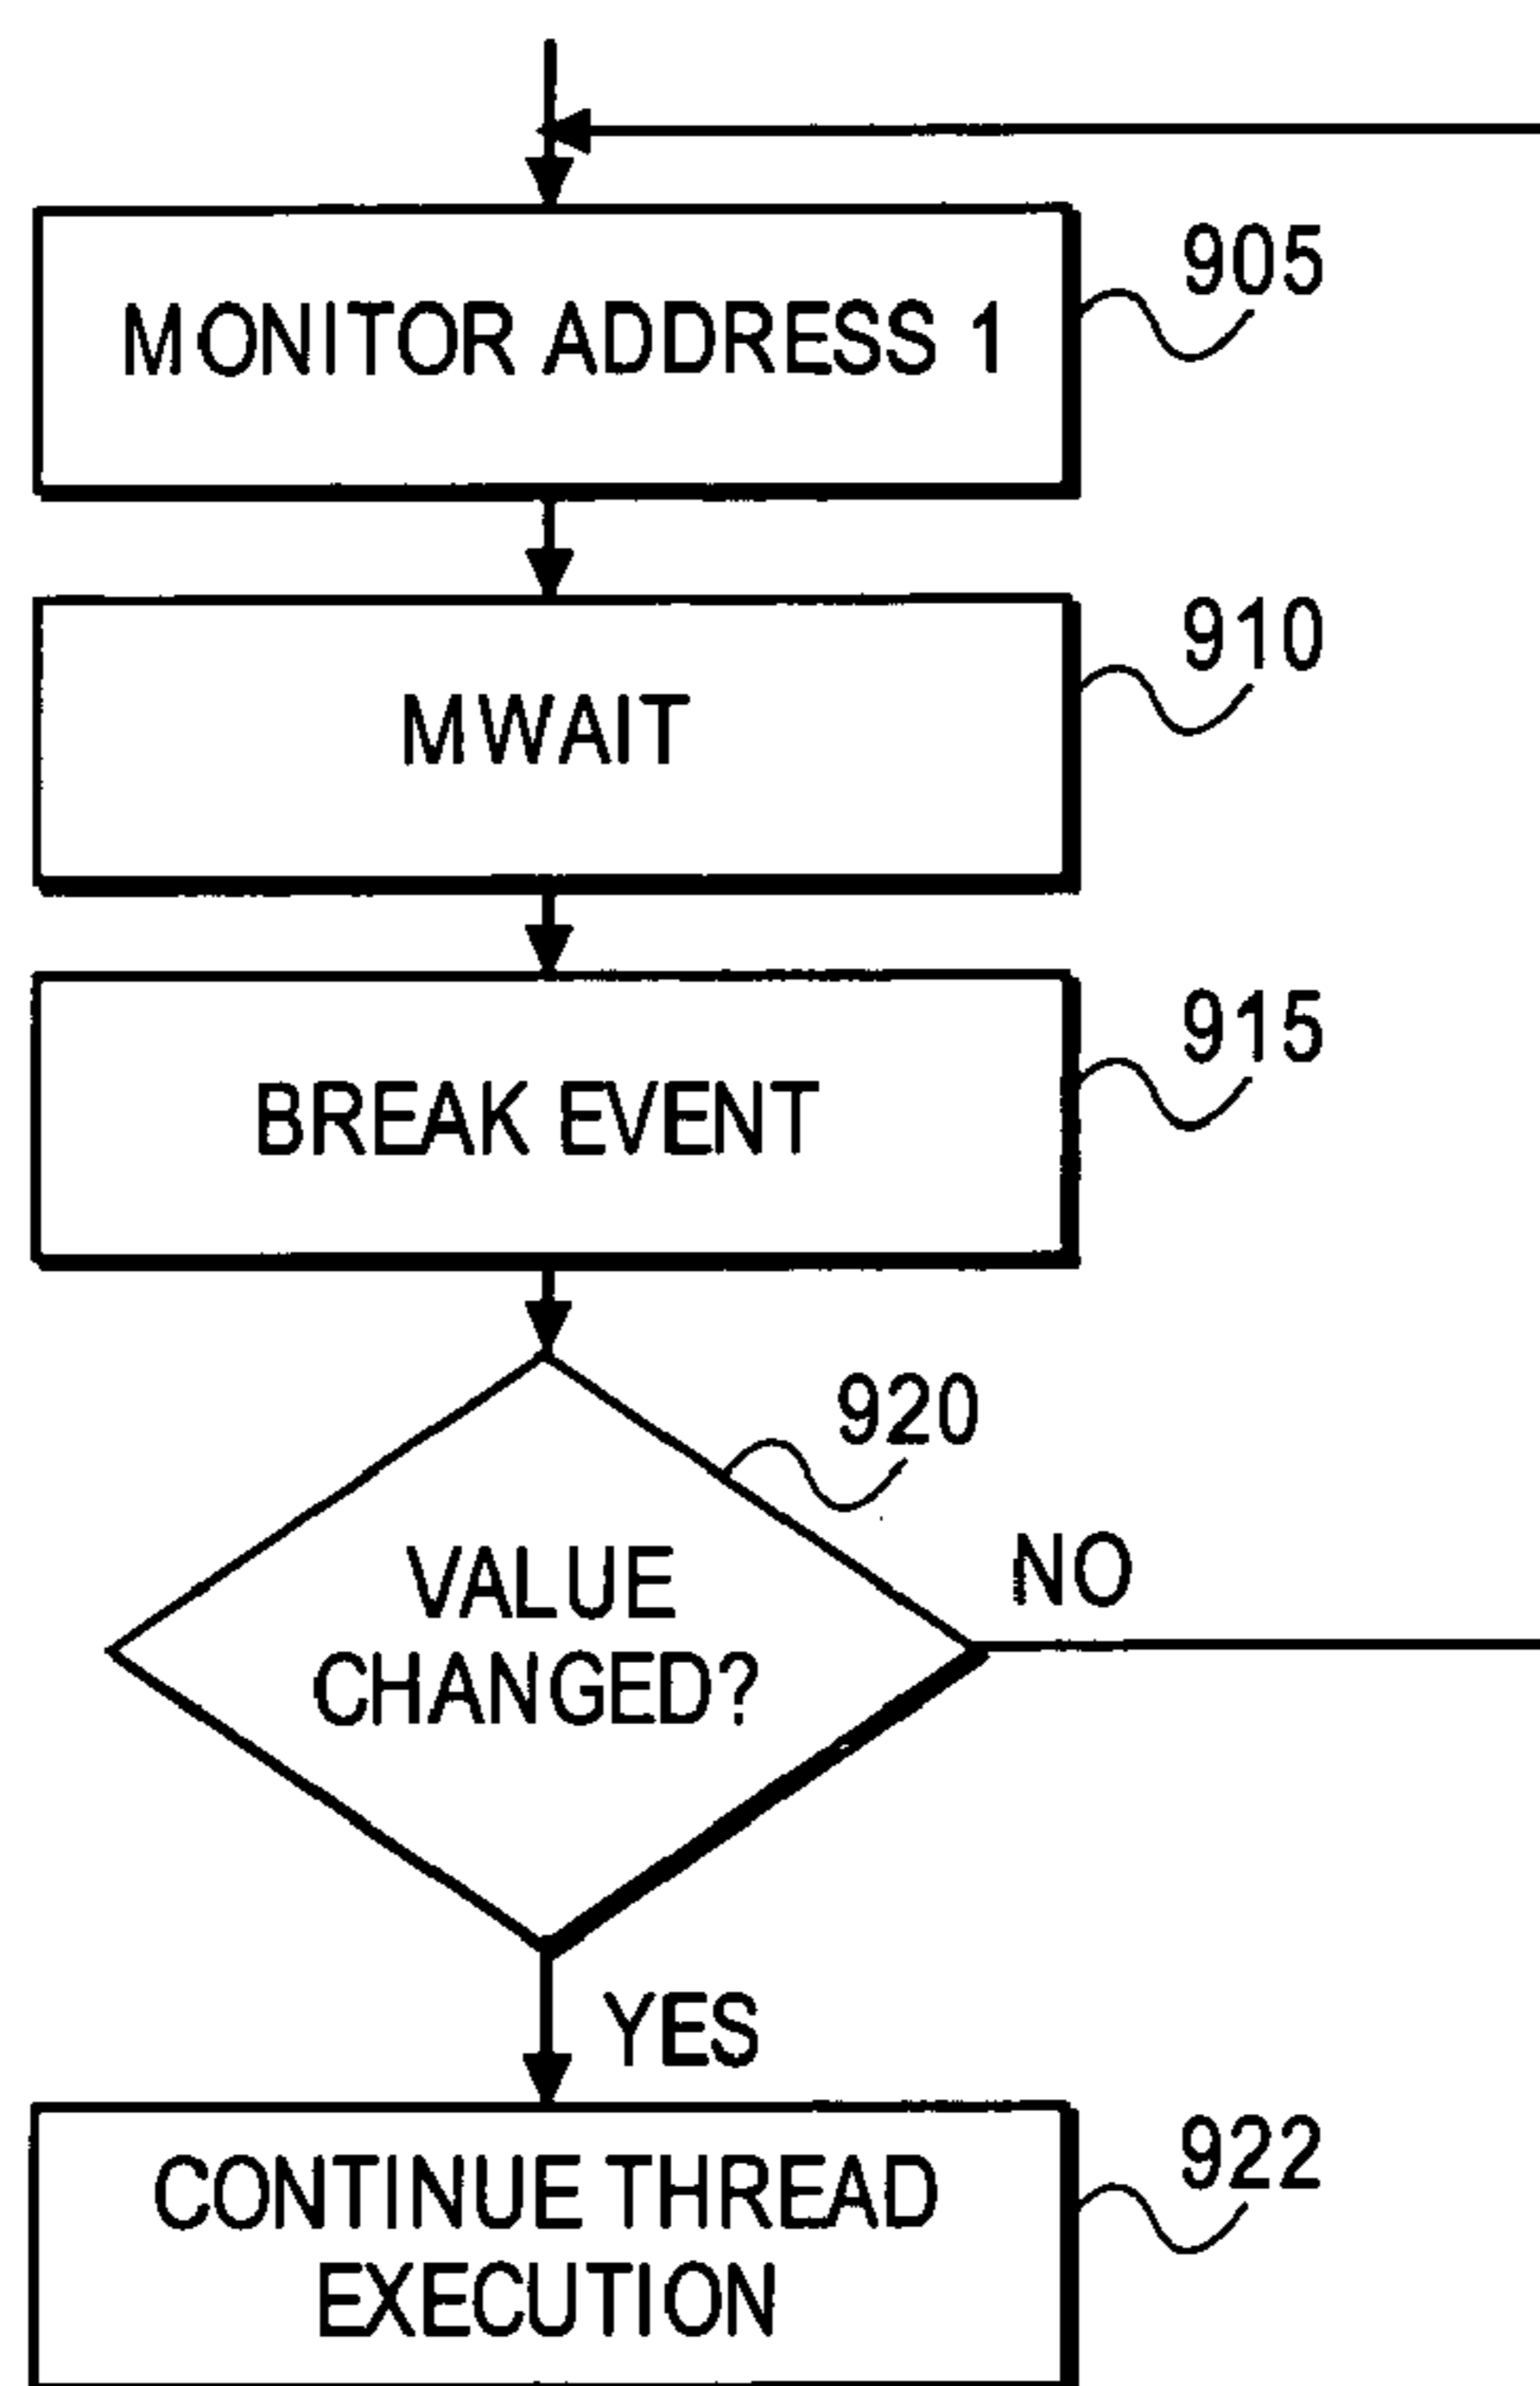 905
MONITOR ADDRESS 1
910
MWAIT
915
BREAK EVENT
920
VALUE
CHANGED?
NO
YES
922
CONTINUE THREAD
EXECUTION